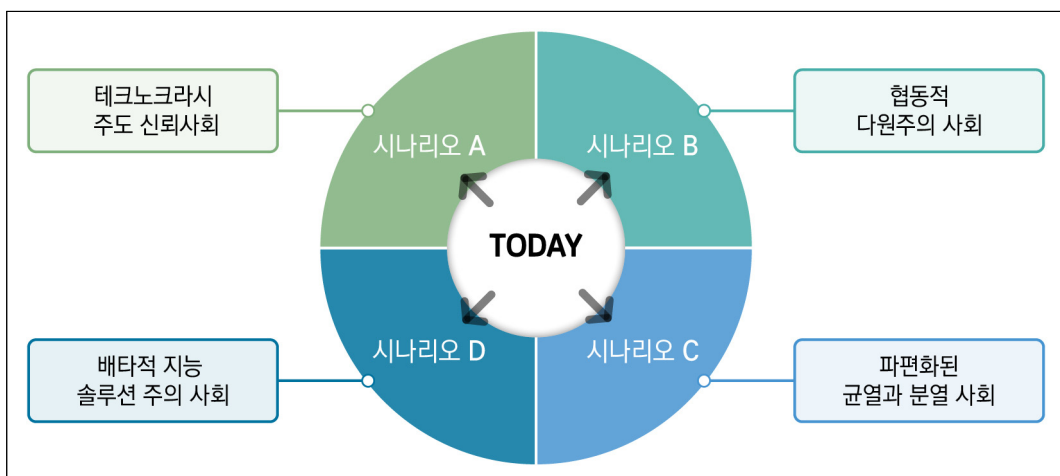 테크노크라시
주도 신뢰사회
시나리오 A
시나리오 B
협동적
다원주의 사회
TODAY
배타적 지능
솔루션 주의 사회
시나리오 D
시나리오 C
파편화된
균열과 분열 사회